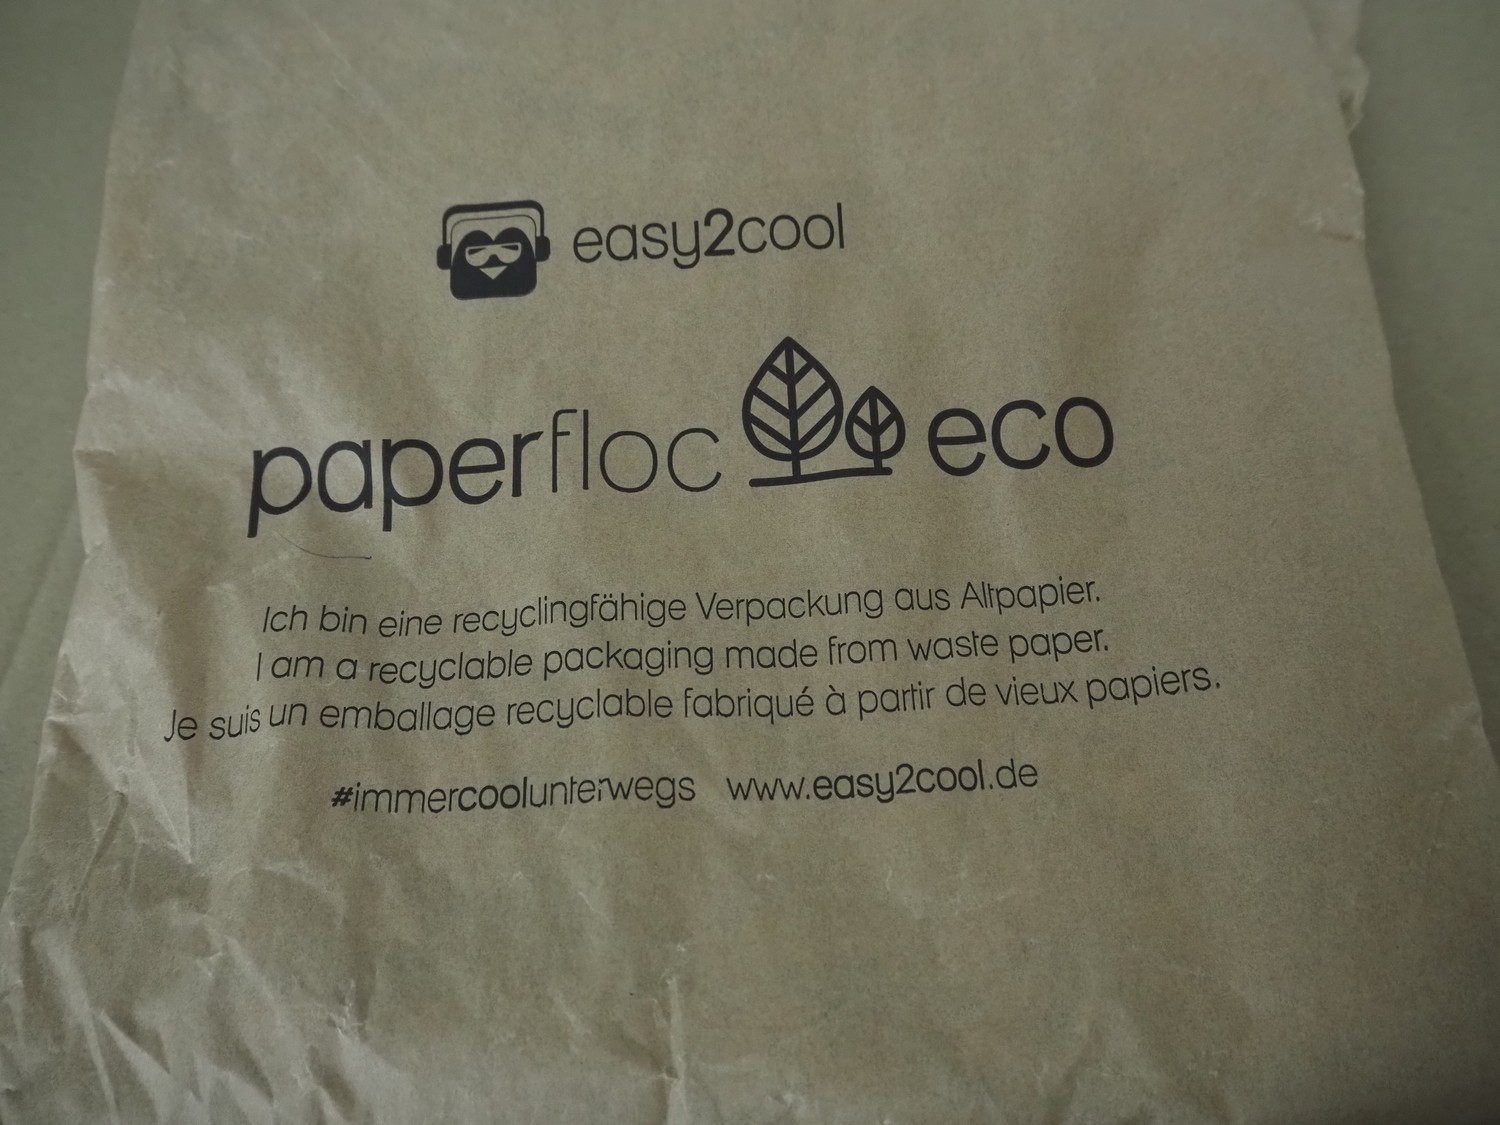 easy2cool
paperfloc eco
Ich bin eine recyclingfähige Verpackung aus Altpapier.
I am a recyclable packaging made from waste paper.
Je suis un emballage recyclable fabriqué à partir de vieux papiers.
#immercoolunterwegs www.easy2cool.de